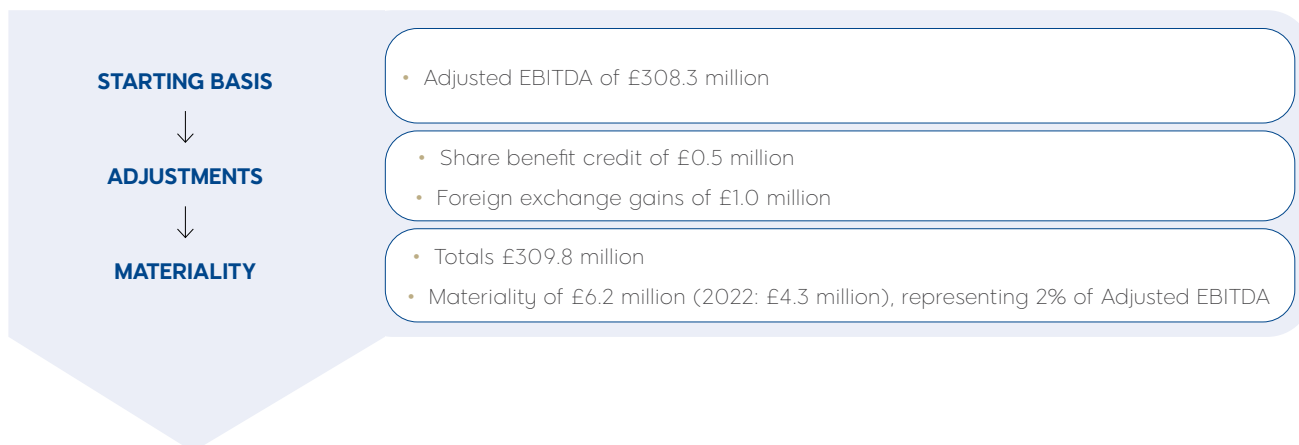 STARTING BASIS
• Adjusted EBITDA of £308.3 million
ADJUSTMENTS
• Share benefit credit of £0.5 million
• Foreign exchange gains of £1.0 million
MATERIALITY
• Totals £309.8 million
• Materiality of £6.2 million (2022: £4.3 million), representing 2% of Adjusted EBITDA